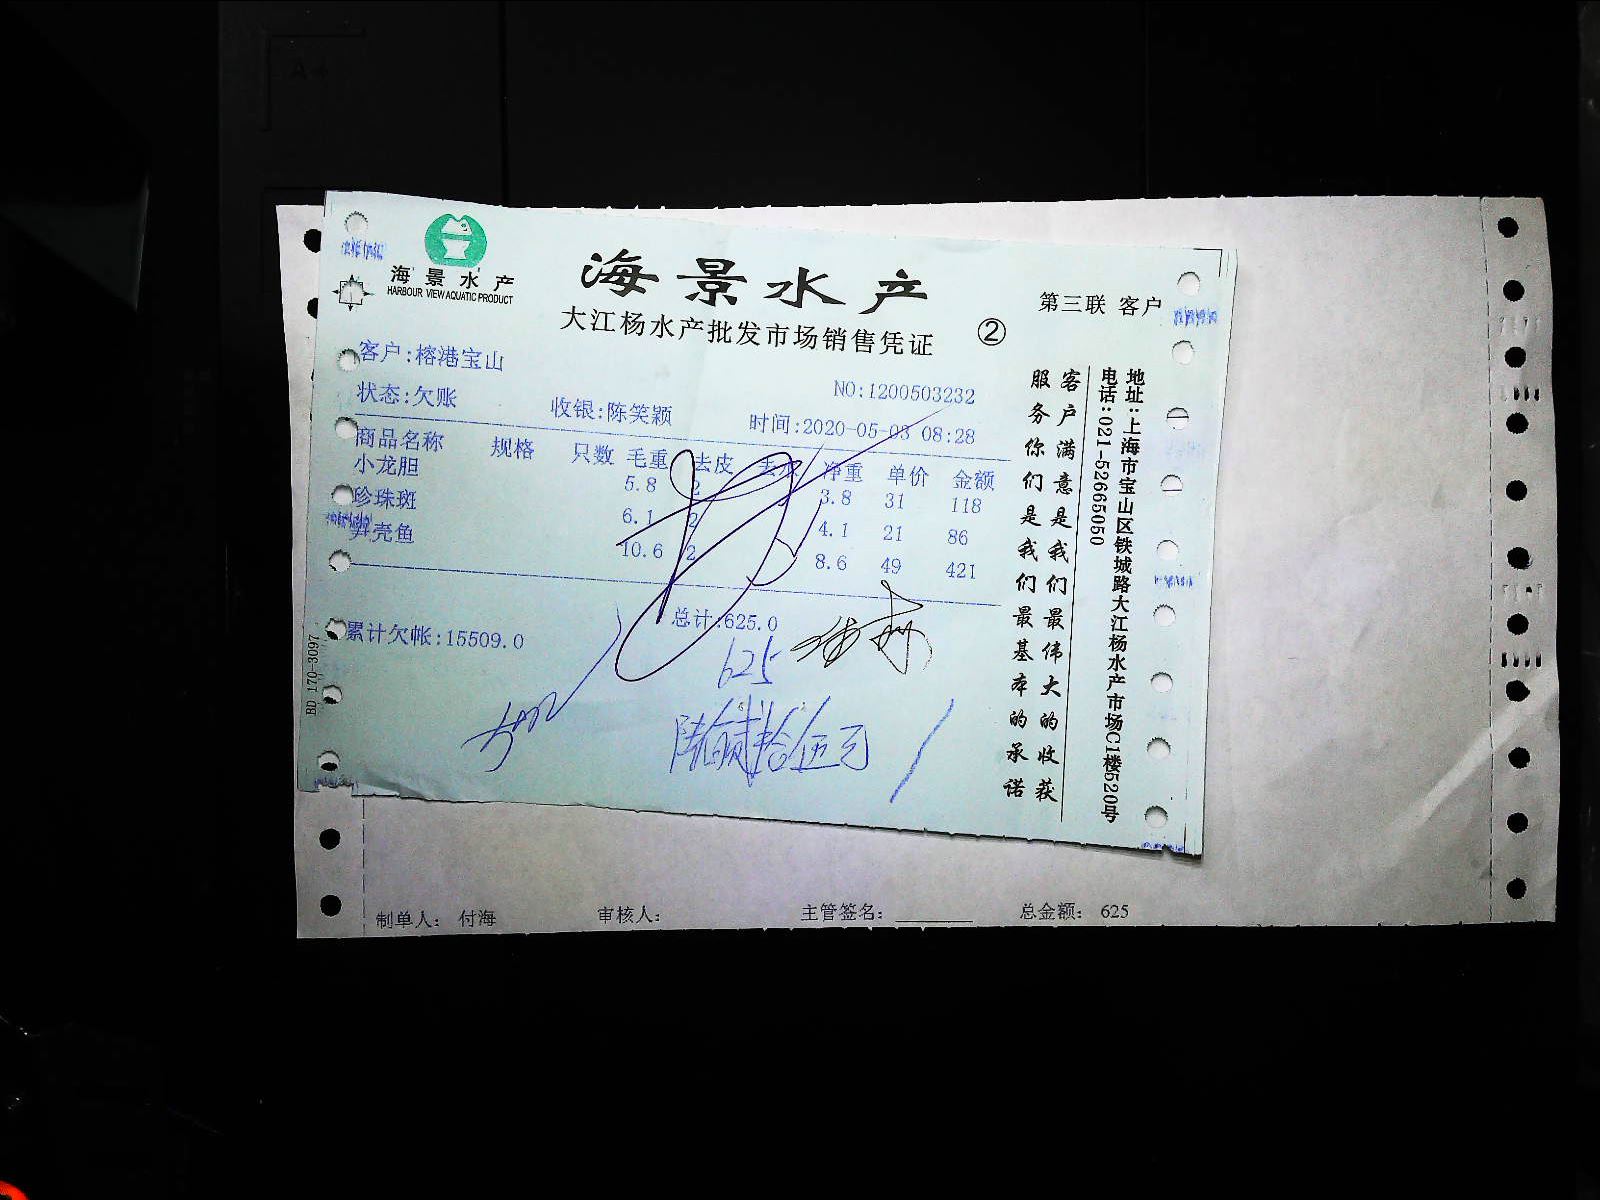 海景水产
HARBOUR VIEW AQUATIC PRODUCT
海景水产
大江杨水产批发市场销售凭证
②
第三联 客户
客户:榕港宝山
NO:1200503232
状态:欠账 收银:陈笑颖 时间:2020-05-03 08:28
商品名称 规格 只数 毛重 去皮 去水 净重 单价 金额
小龙胆 5.8 2 3.8 31 118
珍珠斑 6.1 2 4.1 21 86
笋壳鱼 10.6 2 8.6 49 421
总计:625.0
累计欠帐:15509.0
625
陆佰贰拾伍元
客户满意是我们最伟大的收获
服务你们是我们最基本的承诺
地址:上海市宝山区铁城路大江杨水产市场C1楼520号
电话:021-52665050
BD 170-3097
制单人: 付海 审核人: 主管签名: 总金额: 625